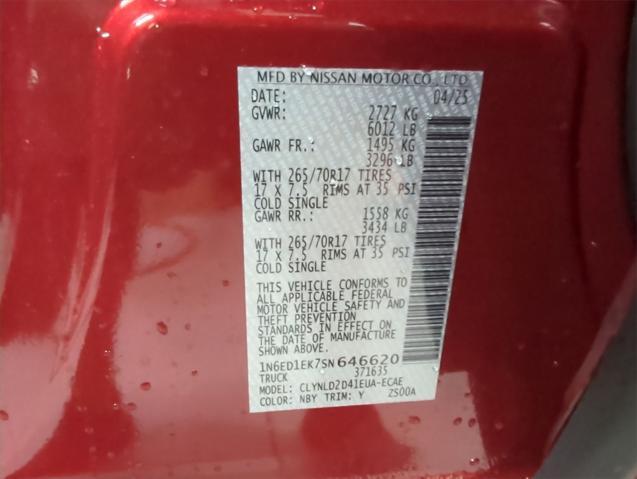 MFD BY NISSAN MOTOR CO., LTD.
DATE: 04/25
GVWR: 2727 KG
6012 LB
GAWR FR.: 1495 KG
3296 LB
WITH 265/70R17 TIRES
17 X 7.5 RIMS AT 35 PSI
COLD SINGLE
GAWR RR.: 1558 KG
3434 LB
WITH 265/70R17 TIRES
17 X 7.5 RIMS AT 35 PSI
COLD SINGLE
THIS VEHICLE CONFORMS TO
ALL APPLICABLE FEDERAL
MOTOR VEHICLE SAFETY AND
THEFT PREVENTION
STANDARDS IN EFFECT ON
THE DATE OF MANUFACTURE
SHOWN ABOVE.
1N6ED1EK7SN646620
TRUCK 371635
MODEL: CLYNLD2D41EUA-ECAE
COLOR: NBY TRIM: Y ZS00A